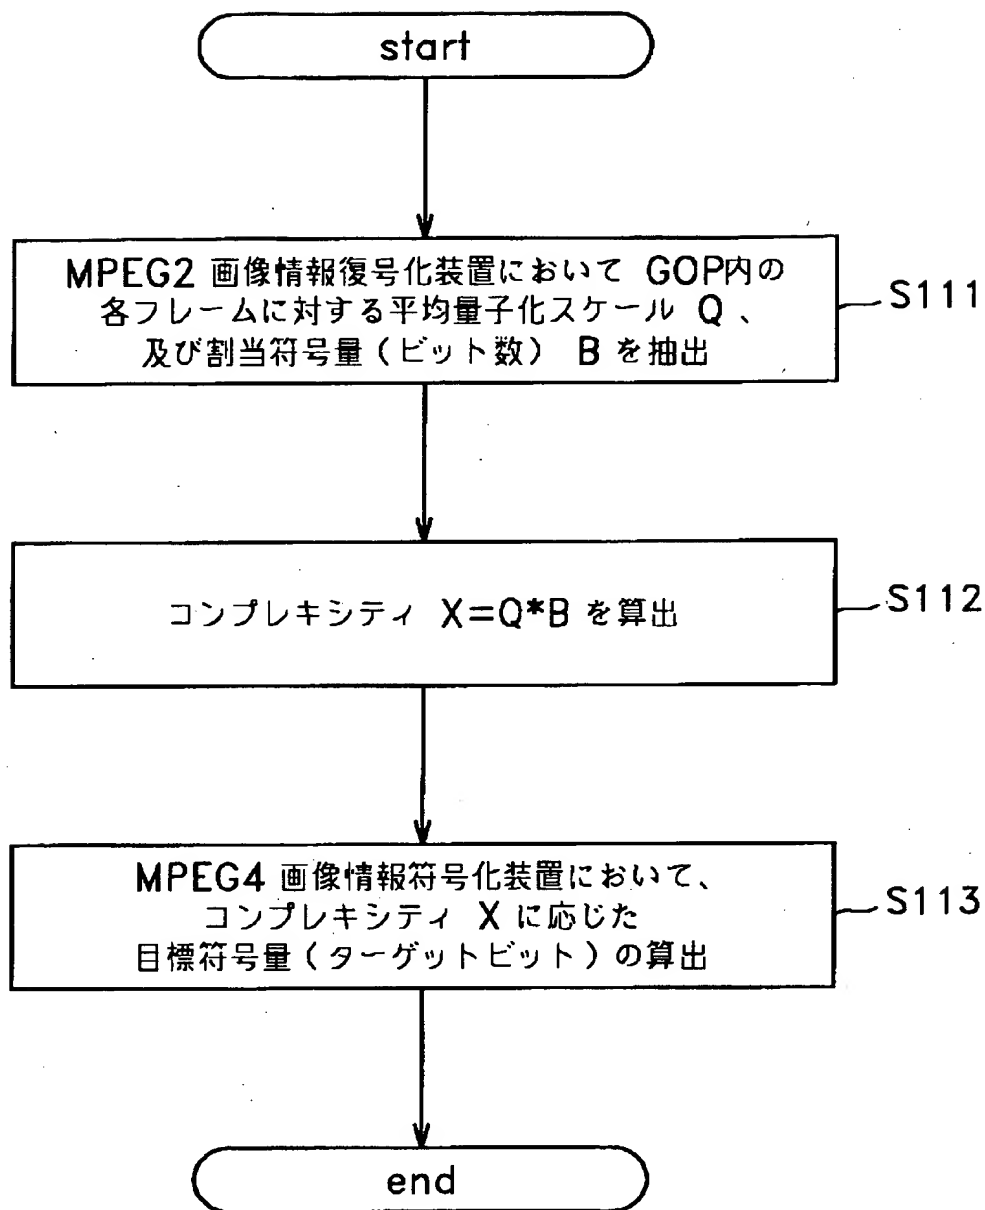 start
MPEG2 画像情報復号化装置において GOP内の
各フレームに対する平均量子化スケール Q 、
及び割当符号量(ビット数) B を抽出
S111
コンプレキシティ X=Q*B を算出
S112
MPEG4 画像情報符号化装置において、
コンプレキシティ X に応じた
目標符号量(ターゲットビット)の算出
S113
end